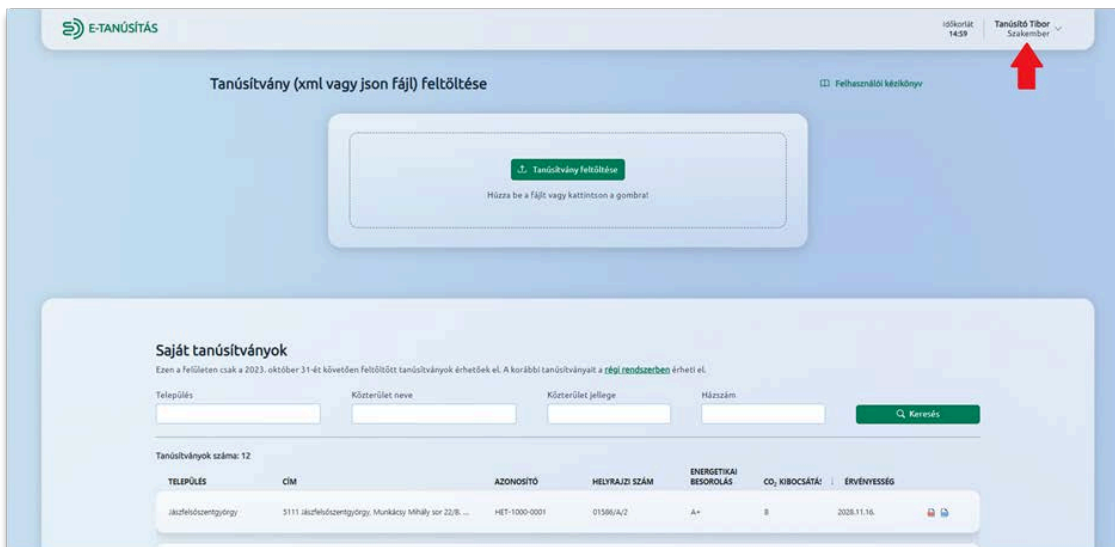 E-TANÚSÍTÁS
Időkorlát
14:59
Tanúsító Tibor
Szakember
Tanúsítvány (xml vagy json fájl) feltöltése
Felhasználói kézikönyv
Tanúsítvány feltöltése
Húzza be a fájlt vagy kattintson a gombra!
Saját tanúsítványok
Ezen a felületen csak a 2023. október 31-ét követően feltöltött tanúsítványok érhetőek el. A korábbi tanúsítványait a régi rendszerben érheti el.
Település Közterület neve Közterület jellege Házszám
Keresés
Tanúsítványok száma: 12
TELEPÜLÉS CÍM AZONOSÍTÓ HELYRAJZI SZÁM ENERGETIKAI BESOROLÁS CO₂ KIBOCSÁTÁS ÉRVÉNYESSÉG
Jászfelsőszentgyörgy 5111 Jászfelsőszentgyörgy, Munkácsy Mihály sor 22/8. ... HET-1000-0001 01586/A/2 A+ B 2028.11.16.